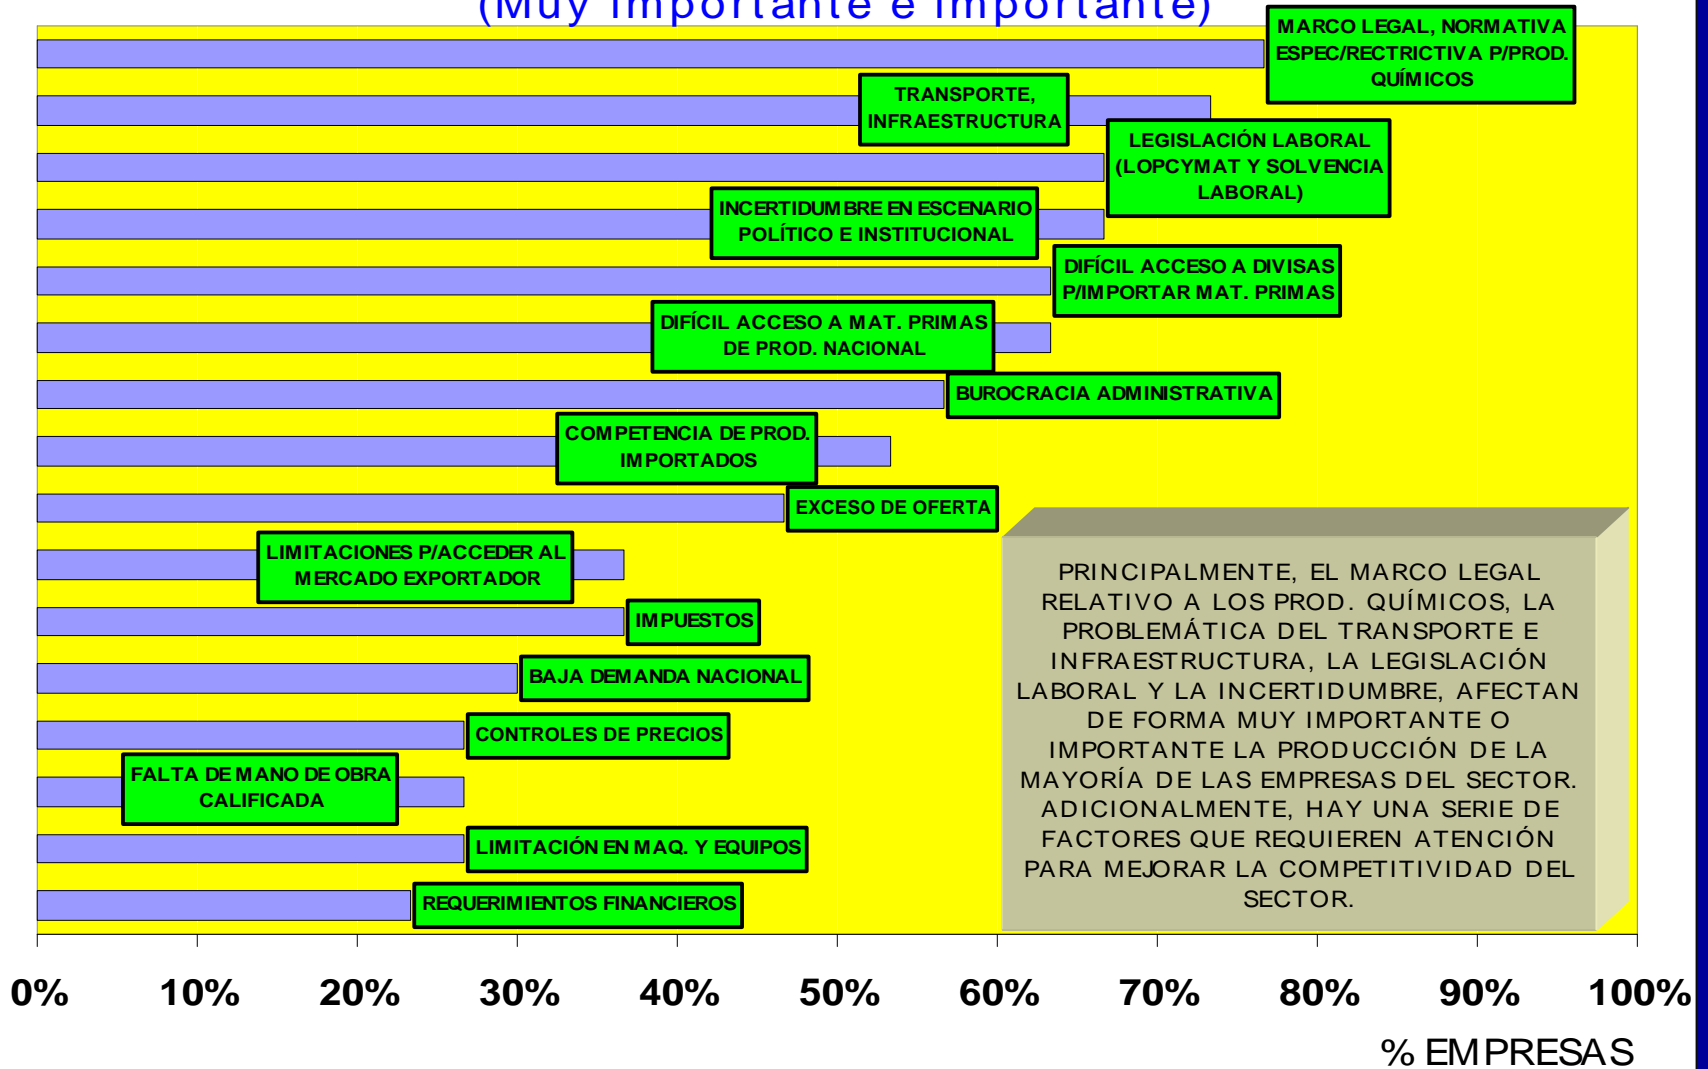 (Muy importante e importante)
MARCO LEGAL, NORMATIVA
ESPEC/RECTRICTIVA P/PROD.
QUÍMICOS
TRANSPORTE,
INFRAESTRUCTURA
LEGISLACIÓN LABORAL
(LOPCYMAT Y SOLVENCIA
LABORAL)
INCERTIDUMBRE EN ESCENARIO
POLÍTICO E INSTITUCIONAL
DIFÍCIL ACCESO A DIVISAS
P/IMPORTAR MAT. PRIMAS
DIFÍCIL ACCESO A MAT. PRIMAS
DE PROD. NACIONAL
BUROCRACIA ADMINISTRATIVA
COMPETENCIA DE PROD.
IMPORTADOS
EXCESO DE OFERTA
LIMITACIONES P/ACCEDER AL
MERCADO EXPORTADOR
IMPUESTOS
BAJA DEMANDA NACIONAL
CONTROLES DE PRECIOS
FALTA DE MANO DE OBRA
CALIFICADA
LIMITACIÓN EN MAQ. Y EQUIPOS
REQUERIMIENTOS FINANCIEROS
PRINCIPALMENTE, EL MARCO LEGAL
RELATIVO A LOS PROD. QUÍMICOS, LA
PROBLEMÁTICA DEL TRANSPORTE E
INFRAESTRUCTURA, LA LEGISLACIÓN
LABORAL Y LA INCERTIDUMBRE, AFECTAN
DE FORMA MUY IMPORTANTE O
IMPORTANTE LA PRODUCCIÓN DE LA
MAYORÍA DE LAS EMPRESAS DEL SECTOR.
ADICIONALMENTE, HAY UNA SERIE DE
FACTORES QUE REQUIEREN ATENCIÓN
PARA MEJORAR LA COMPETITIVIDAD DEL
SECTOR.
0% 10% 20% 30% 40% 50% 60% 70% 80% 90% 100%
% EMPRESAS